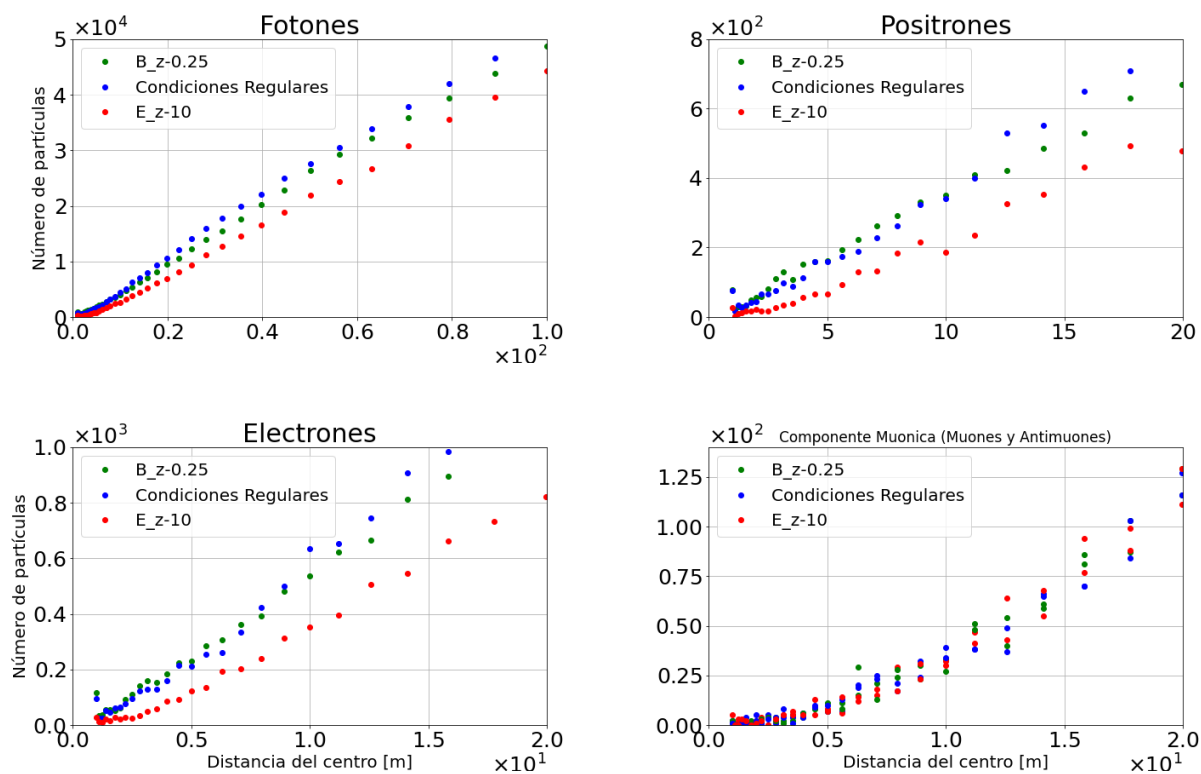 Fotones
×10^4
B_z-0.25
Condiciones Regulares
E_z-10
Número de partículas
5
4
3
2
1
0
0.0 0.2 0.4 0.6 0.8 1.0
×10^2
Positrones
×10^2
B_z-0.25
Condiciones Regulares
E_z-10
8
6
4
2
0
0 5 10 15 20
Electrones
×10^3
B_z-0.25
Condiciones Regulares
E_z-10
Número de partículas
1.0
0.8
0.6
0.4
0.2
0.0
0.0 0.5 1.0 1.5 2.0
Distancia del centro [m]
×10^1
Componente Muonica (Muones y Antimuones)
×10^2
B_z-0.25
Condiciones Regulares
E_z-10
1.25
1.00
0.75
0.50
0.25
0.00
0.0 0.5 1.0 1.5 2.0
Distancia del centro [m]
×10^1